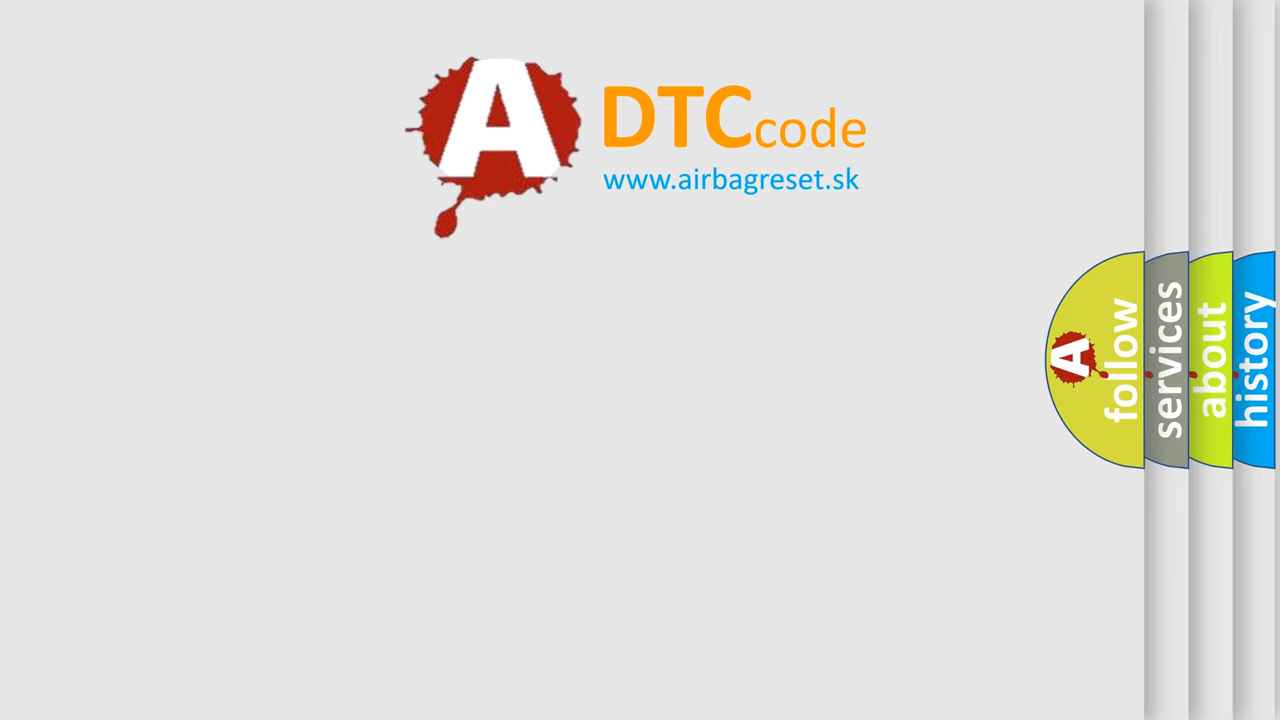 A
DTCcode
www.airbagreset.sk
A
follow
services
about
history